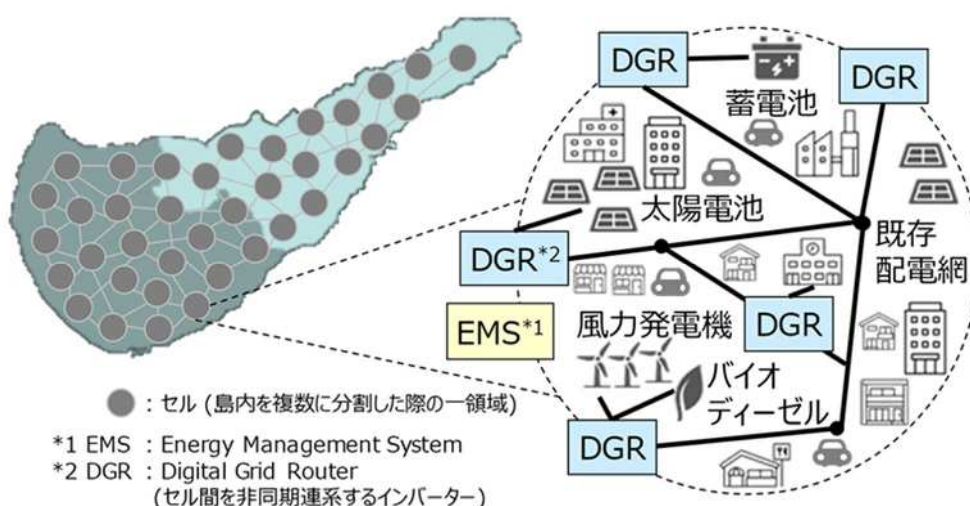 DGR
DGR
蓄電池
太陽電池
DGR*2
既存
配電網
EMS*1
風力発電機
DGR
バイオ
ディーゼル
DGR
: セル (島内を複数に分割した際の一領域)
*1 EMS : Energy Management System
*2 DGR : Digital Grid Router
(セル間を非同期連系するインバーター)